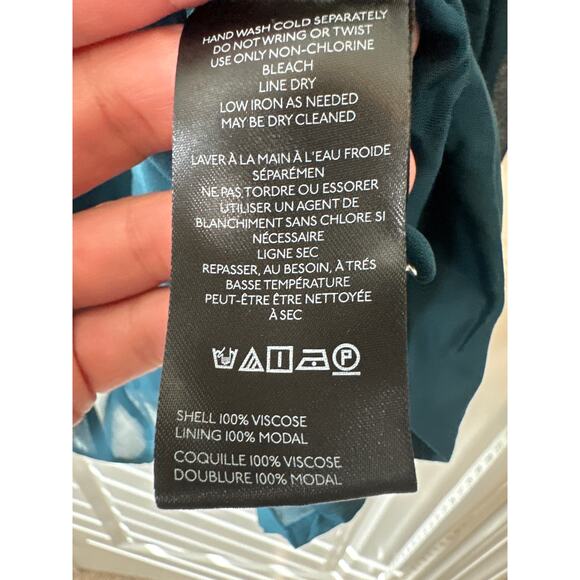 HAND WASH COLD SEPARATELY
DO NOT WRING OR TWIST
USE ONLY NON-CHLORINE
BLEACH
LINE DRY
LOW IRON AS NEEDED
MAY BE DRY CLEANED
LAVER À LA MAIN À L'EAU FROIDE
SÉPARÉMEN
NE PAS TORDRE OU ESSORER
UTILISER UN AGENT DE
BLANCHIMENT SANS CHLORE SI
NÉCESSAIRE
LIGNE SEC
REPASSER, AU BESOIN, À TRÉS
BASSE TEMPÉRATURE
PEUT-ÊTRE ÊTRE NETTOYÉE
À SEC
P
SHELL 100% VISCOSE
LINING 100% MODAL
COQUILLE 100% VISCOSE
DOUBLURE 100% MODAL